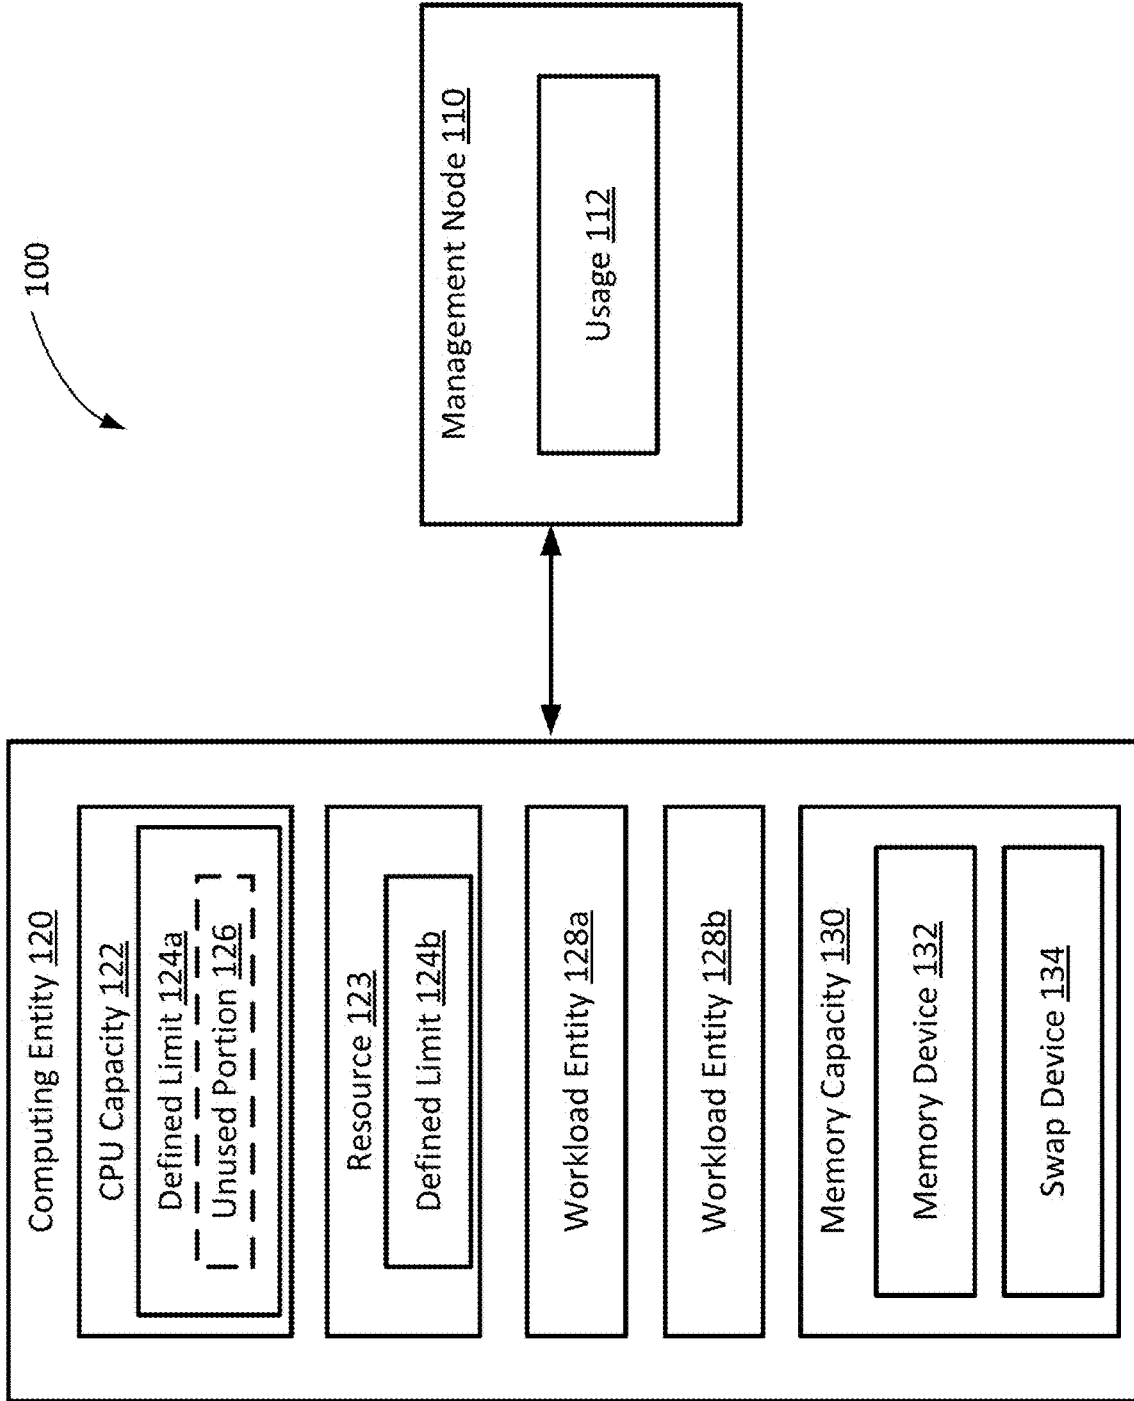 100
Computing Entity 120
CPU Capacity 122
Defined Limit 124a
Unused Portion 126
Resource 123
Defined Limit 124b
Workload Entity 128a
Workload Entity 128b
Memory Capacity 130
Memory Device 132
Swap Device 134
Management Node 110
Usage 112